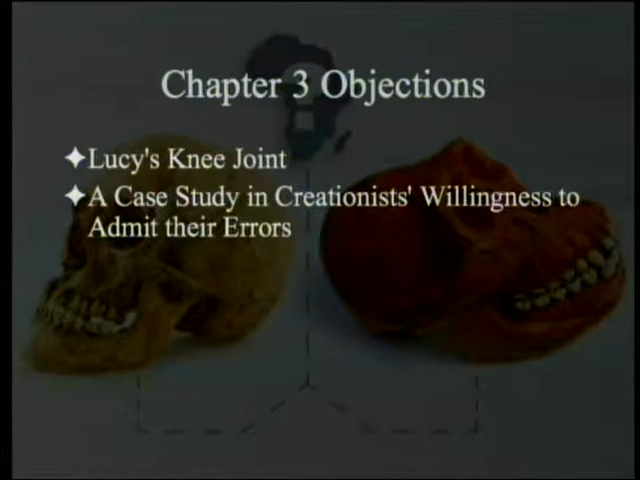 Chapter 3 Objections
✦Lucy's Knee Joint
✦A Case Study in Creationists' Willingness to
Admit their Errors